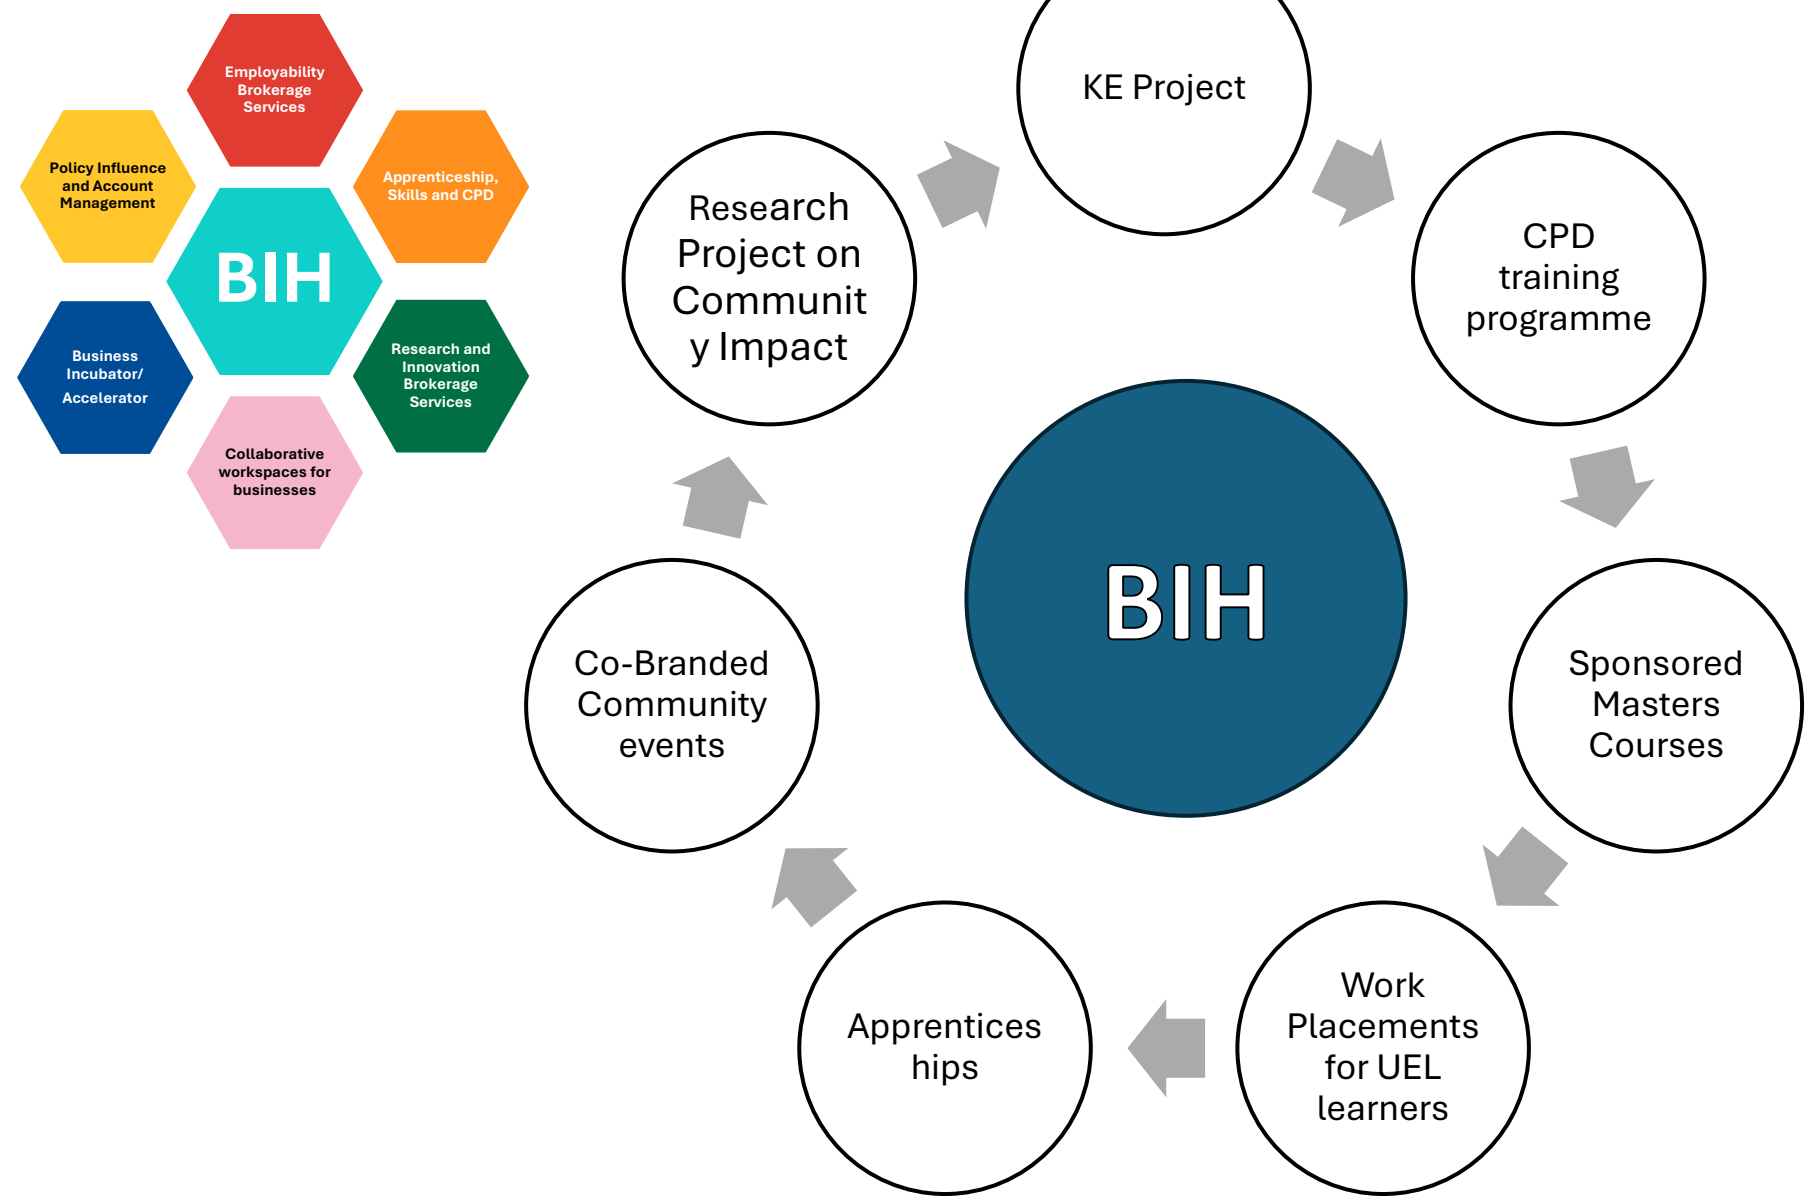 Employability
Brokerage
Services
Policy Influence
and Account
Management
Apprenticeship,
Skills and CPD
BIH
Business
Incubator/
Accelerator
Research and
Innovation
Brokerage
Services
Collaborative
workspaces for
businesses
KE Project
CPD
training
programme
Sponsored
Masters
Courses
Work
Placements
for UEL
learners
Apprentices
hips
Co-Branded
Community
events
Research
Project on
Communit
y Impact
BIH